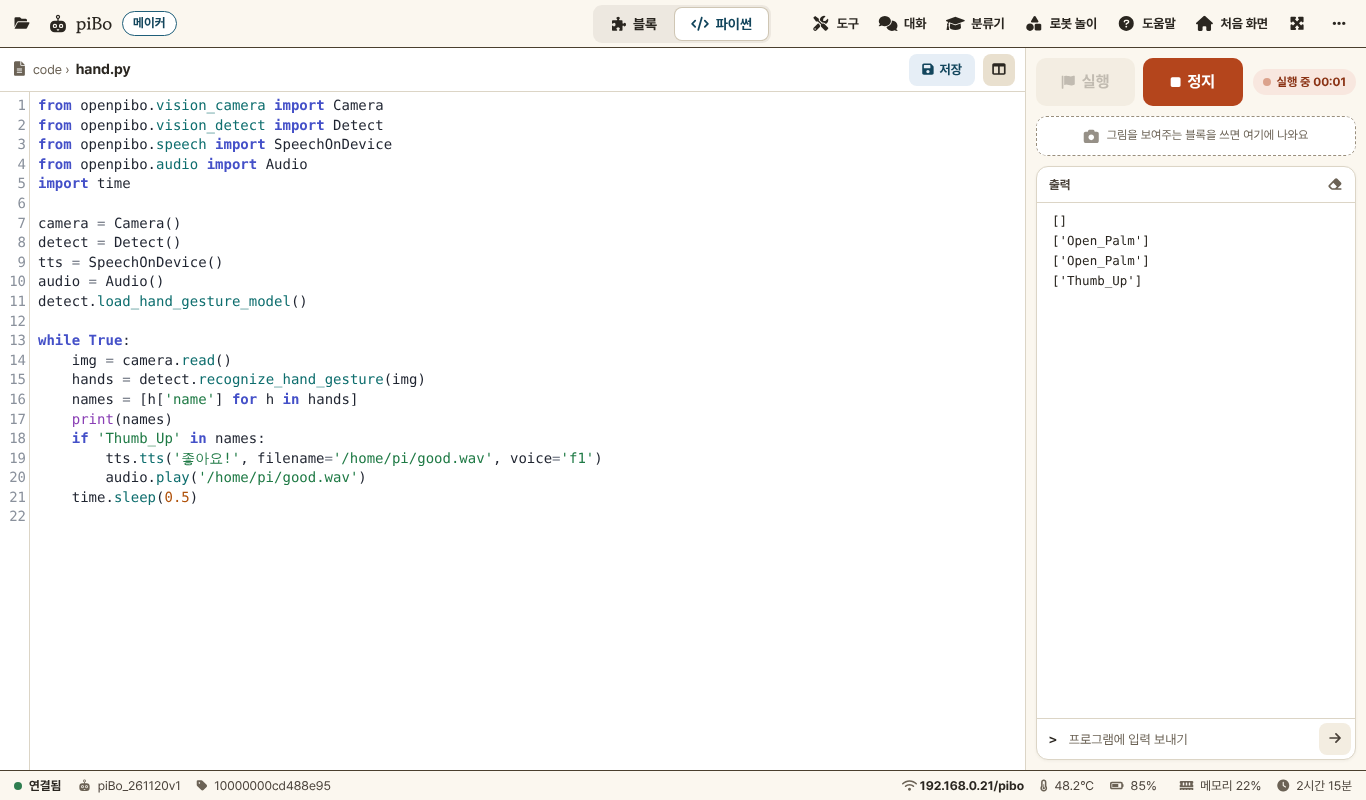 piBo 메이커 블록 </> 파이썬 도구 대화 분류기 로봇 놀이 도움말 처음 화면
code › hand.py 저장
실행 정지 실행 중 00:01
그림을 보여주는 블록을 쓰면 여기에 나와요
1 from openpibo.vision_camera import Camera
2 from openpibo.vision_detect import Detect
3 from openpibo.speech import SpeechOnDevice
4 from openpibo.audio import Audio
5 import time
6
7 camera = Camera()
8 detect = Detect()
9 tts = SpeechOnDevice()
10 audio = Audio()
11 detect.load_hand_gesture_model()
12
13 while True:
14     img = camera.read()
15     hands = detect.recognize_hand_gesture(img)
16     names = [h['name'] for h in hands]
17     print(names)
18     if 'Thumb_Up' in names:
19         tts.tts('좋아요!', filename='/home/pi/good.wav', voice='f1')
20         audio.play('/home/pi/good.wav')
21     time.sleep(0.5)
22
출력
[]
['Open_Palm']
['Open_Palm']
['Thumb_Up']
> 프로그램에 입력 보내기
연결됨 piBo_261120v1 10000000cd488e95 192.168.0.21/pibo 48.2°C 85% 메모리 22% 2시간 15분